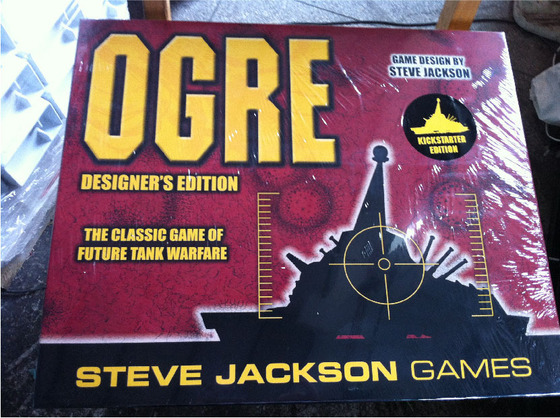 OGRE
GAME DESIGN BY
STEVE JACKSON
KICKSTARTER
EDITION
DESIGNER'S EDITION
THE CLASSIC GAME OF
FUTURE TANK WARFARE
STEVE JACKSON GAMES